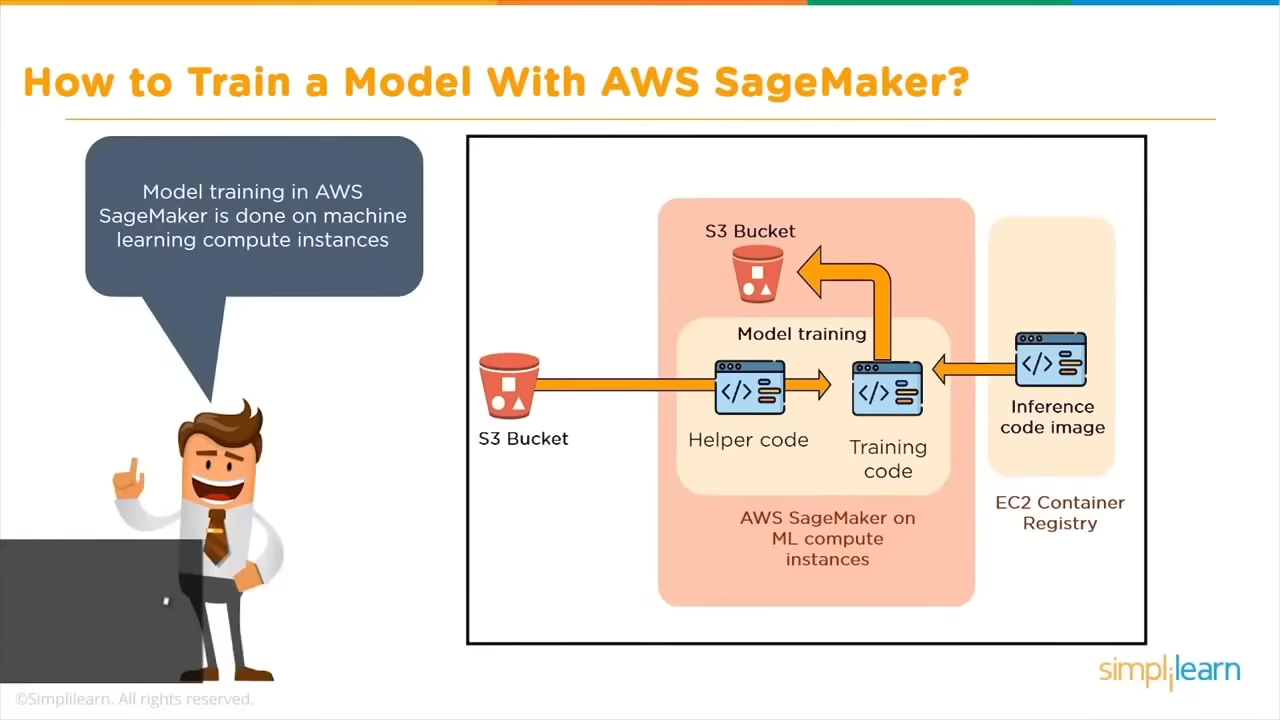 How to Train a Model With AWS SageMaker?
Model training in AWS
SageMaker is done on machine
learning compute instances
S3 Bucket
Model training
S3 Bucket
Helper code
Training
code
Inference
code image
AWS SageMaker on
ML compute
instances
EC2 Container
Registry
simplilearn
©Simplilearn. All rights reserved.